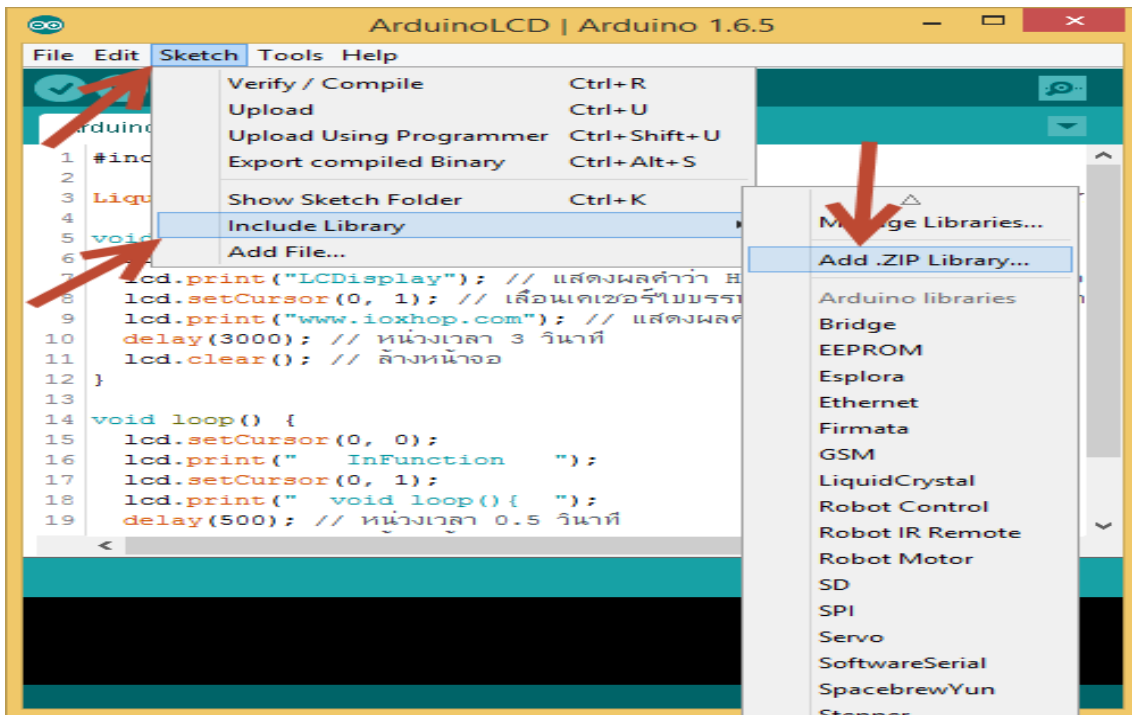 ArduinoLCD | Arduino 1.6.5
File Edit Sketch Tools Help
Verify / Compile Ctrl+R
Upload Ctrl+U
Upload Using Programmer Ctrl+Shift+U
Export compiled Binary Ctrl+Alt+S
Show Sketch Folder Ctrl+K
Include Library
Add File...
Libraries...
Add .ZIP Library...
Arduino libraries
Bridge
EEPROM
Esplora
Ethernet
Firmata
GSM
LiquidCrystal
Robot Control
Robot IR Remote
Robot Motor
SD
SPI
Servo
SoftwareSerial
SpacebrewYun
1 #inc
2
3 Liqu
4
5 void
6
7 lcd.print("LCDisplay"); // แสดงผลคำว่า H
8 lcd.setCursor(0, 1); // เลื่อนเคเซอร์ไปบรรท
9 lcd.print("www.ioxhop.com"); // แสดงผลค
10 delay(3000); // หน่วงเวลา 3 วินาที
11 lcd.clear(); // ล้างหน้าจอ
12 }
13
14 void loop() {
15 lcd.setCursor(0, 0);
16 lcd.print("   InFunction   ");
17 lcd.setCursor(0, 1);
18 lcd.print("  void loop(){  ");
19 delay(500); // หน่วงเวลา 0.5 วินาที